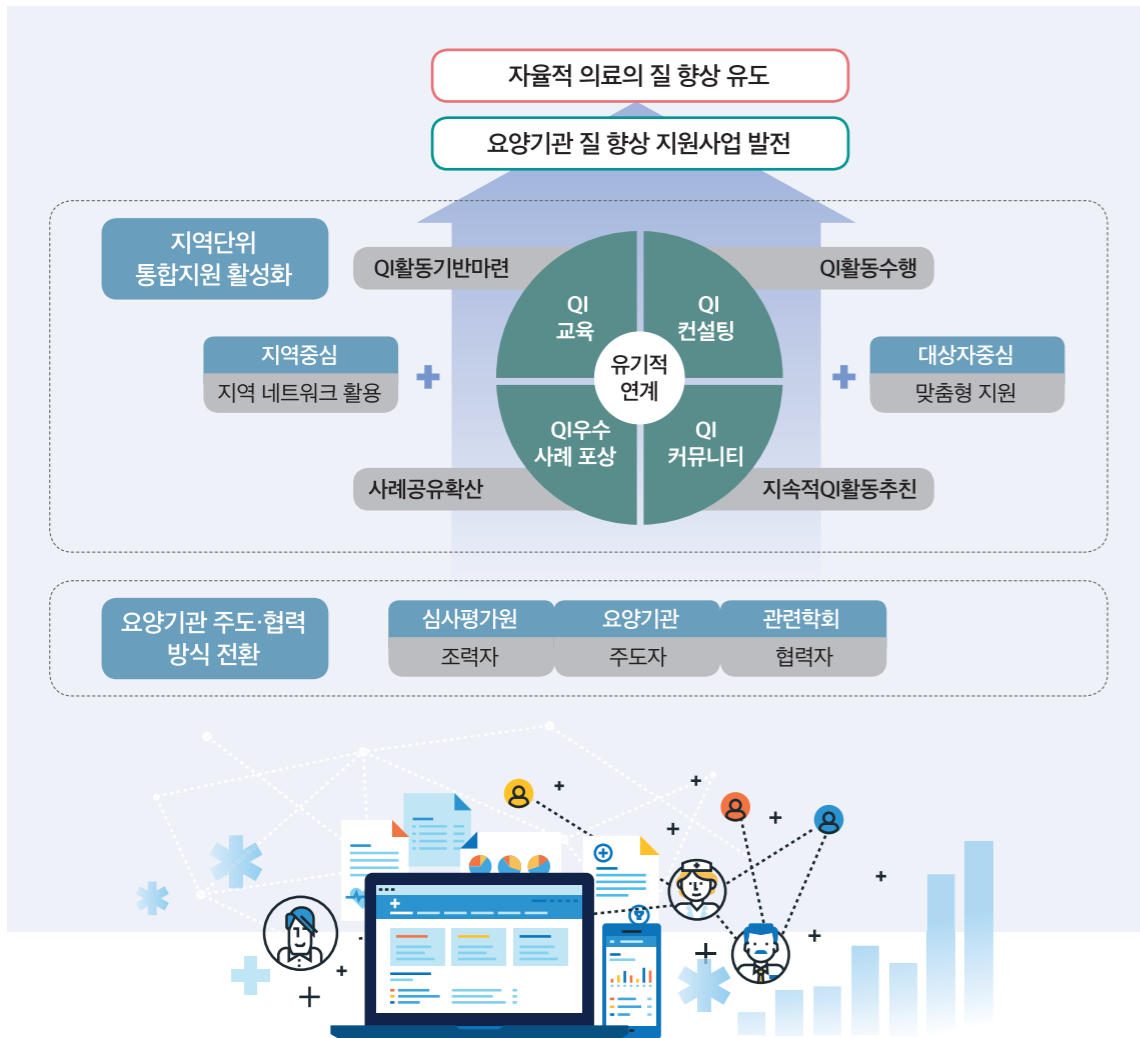 자율적 의료의 질 향상 유도
요양기관 질 향상 지원사업 발전
지역단위
통합지원 활성화
QI활동기반마련
QI활동수행
QI
교육
QI
컨설팅
지역중심
지역 네트워크 활용
유기적
연계
대상자중심
맞춤형 지원
QI우수
사례 포상
QI
커뮤니티
사례공유확산
지속적QI활동추진
요양기관 주도·협력
방식 전환
심사평가원
조력자
요양기관
주도자
관련학회
협력자